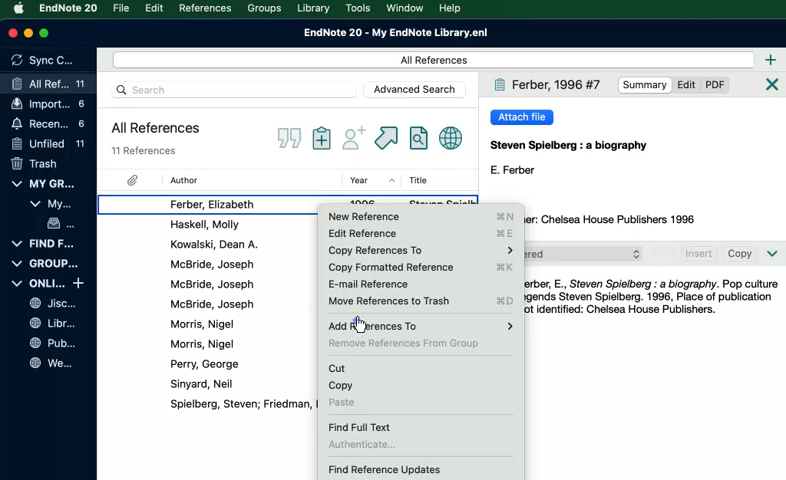 EndNote 20 File Edit References Groups Library Tools Window Help
EndNote 20 - My EndNote Library.enl
Sync C...
All References
All Ref... 11
Import... 6
Recen... 6
Unfiled 11
Trash
MY GR...
My...
...
FIND F...
GROUP...
ONLI...
Jisc...
Libr...
Pub...
We...
Search
Advanced Search
All References
11 References
Author Year Title
Ferber, Elizabeth 1996
Haskell, Molly
Kowalski, Dean A.
McBride, Joseph
McBride, Joseph
McBride, Joseph
Morris, Nigel
Morris, Nigel
Perry, George
Sinyard, Neil
Spielberg, Steven; Friedman,
New Reference ⌘N
Edit Reference ⌘E
Copy References To
Copy Formatted Reference ⌘K
E-mail Reference
Move References to Trash ⌘D
Add References To
Remove References From Group
Cut
Copy
Paste
Find Full Text
Authenticate...
Find Reference Updates
Ferber, 1996 #7
Summary Edit PDF
Attach file
Steven Spielberg : a biography
E. Ferber
her: Chelsea House Publishers 1996
ered Insert Copy
erber, E., Steven Spielberg : a biography. Pop culture
egends Steven Spielberg. 1996, Place of publication
ot identified: Chelsea House Publishers.